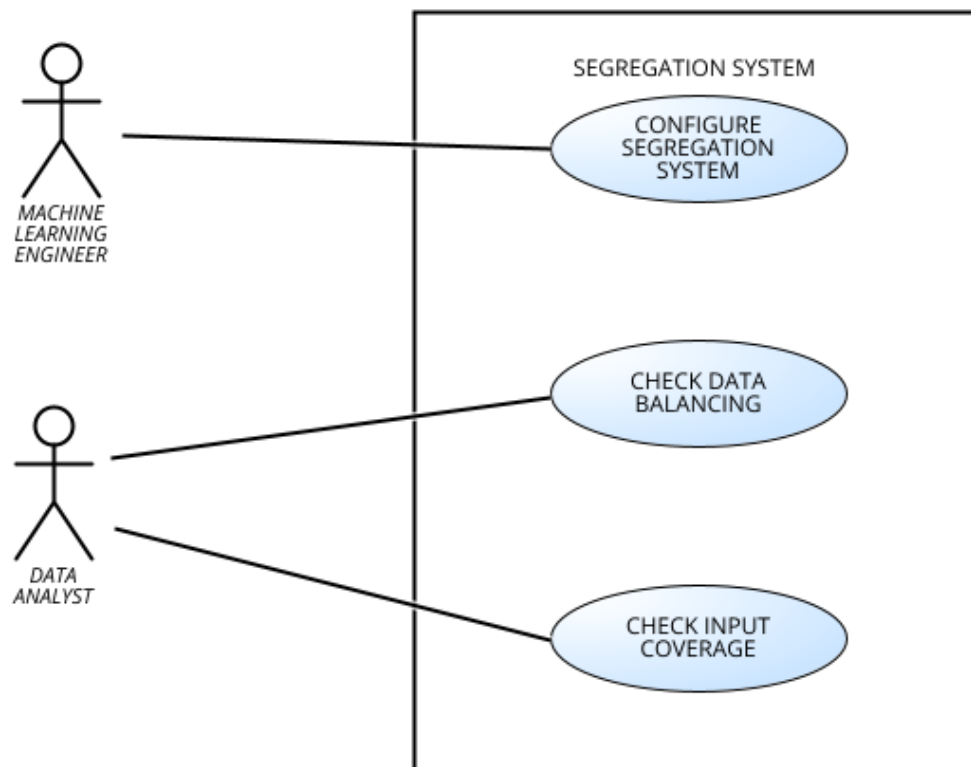 SEGREGATION SYSTEM
CONFIGURE
SEGREGATION
SYSTEM
MACHINE
LEARNING
ENGINEER
CHECK DATA
BALANCING
DATA
ANALYST
CHECK INPUT
COVERAGE